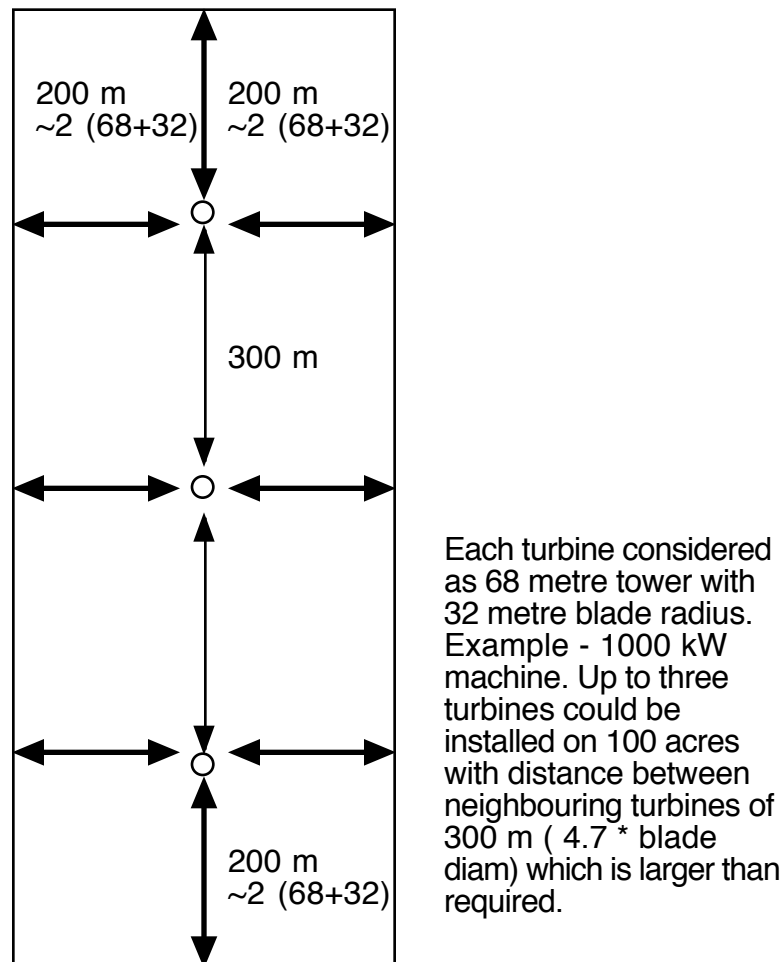 200 m
~2 (68+32)
200 m
~2 (68+32)
300 m
Each turbine considered
as 68 metre tower with
32 metre blade radius.
Example - 1000 kW
machine. Up to three
turbines could be
installed on 100 acres
with distance between
neighbouring turbines of
300 m ( 4.7 * blade
diam) which is larger than
required.
200 m
~2 (68+32)